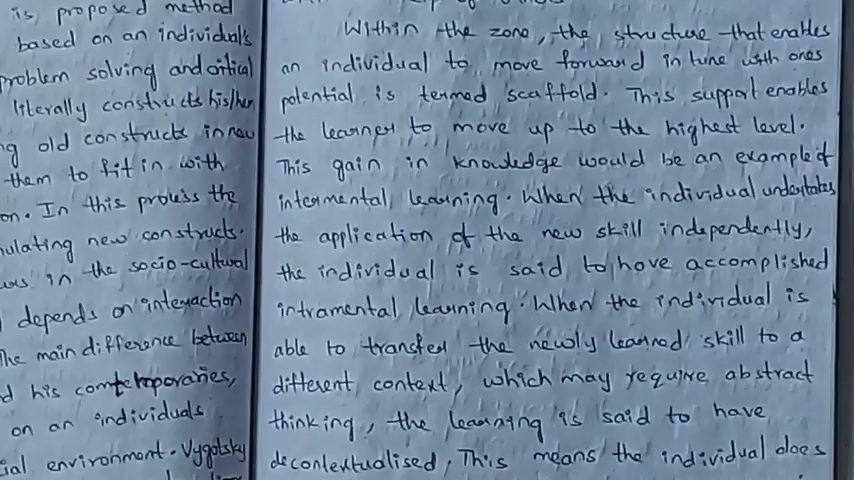 is proposed method
based on an individuals
problem solving and critical
literally constructs his/her
old constructs in new
them to fit in with
on. In this process the
new constructs.
in the socio-cultural
depends on interaction
The main difference between
his contemporaries,
on an individuals
environment. Vygotsky
Within the zone, the structure that enables
an individual to move forward in tune with ones
potential is termed scaffold. This support enables
the learner to move up to the highest level.
This gain in knowledge would be an example of
intermental learning. When the individual undertakes
the application of the new skill independently,
the individual is said to have accomplished
intramental learning. When the individual is
able to transfer the newly learned skill to a
different context, which may require abstract
thinking, the learning is said to have
decontextualised. This means the individual does